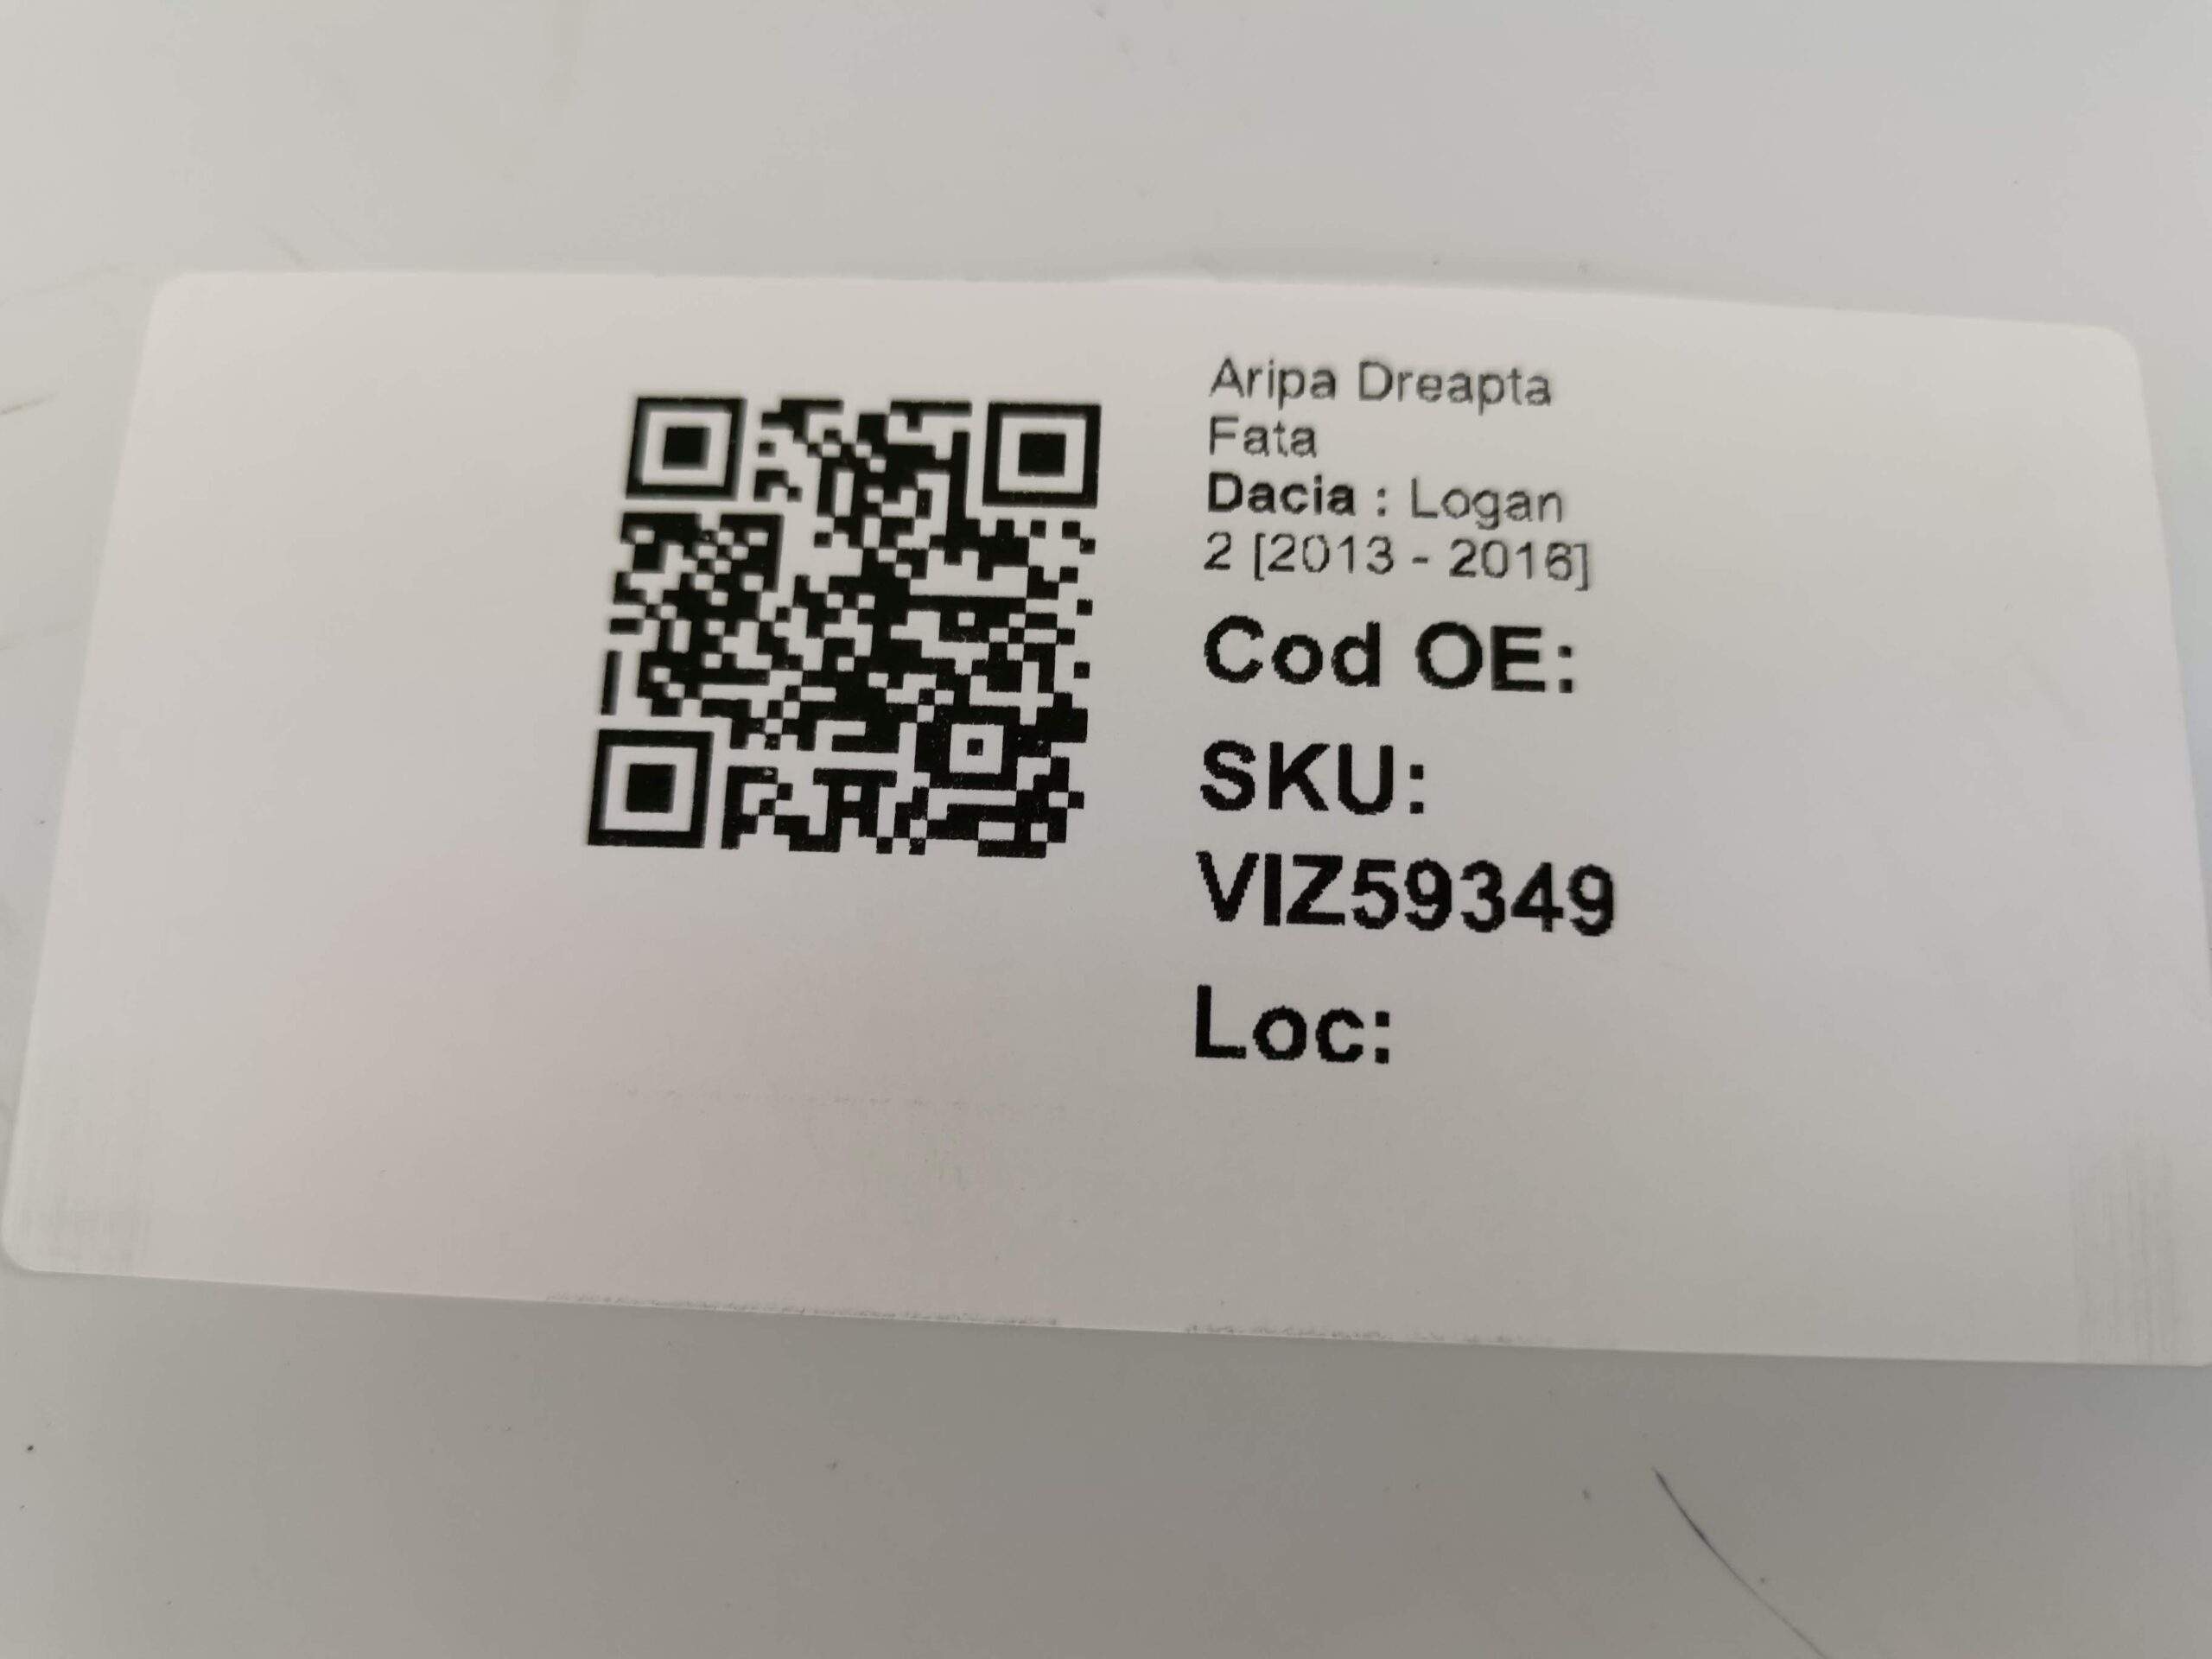 Aripa Dreapta
Fata
Dacia : Logan
2 [2013 - 2016]
Cod OE:
SKU:
VIZ59349
Loc: